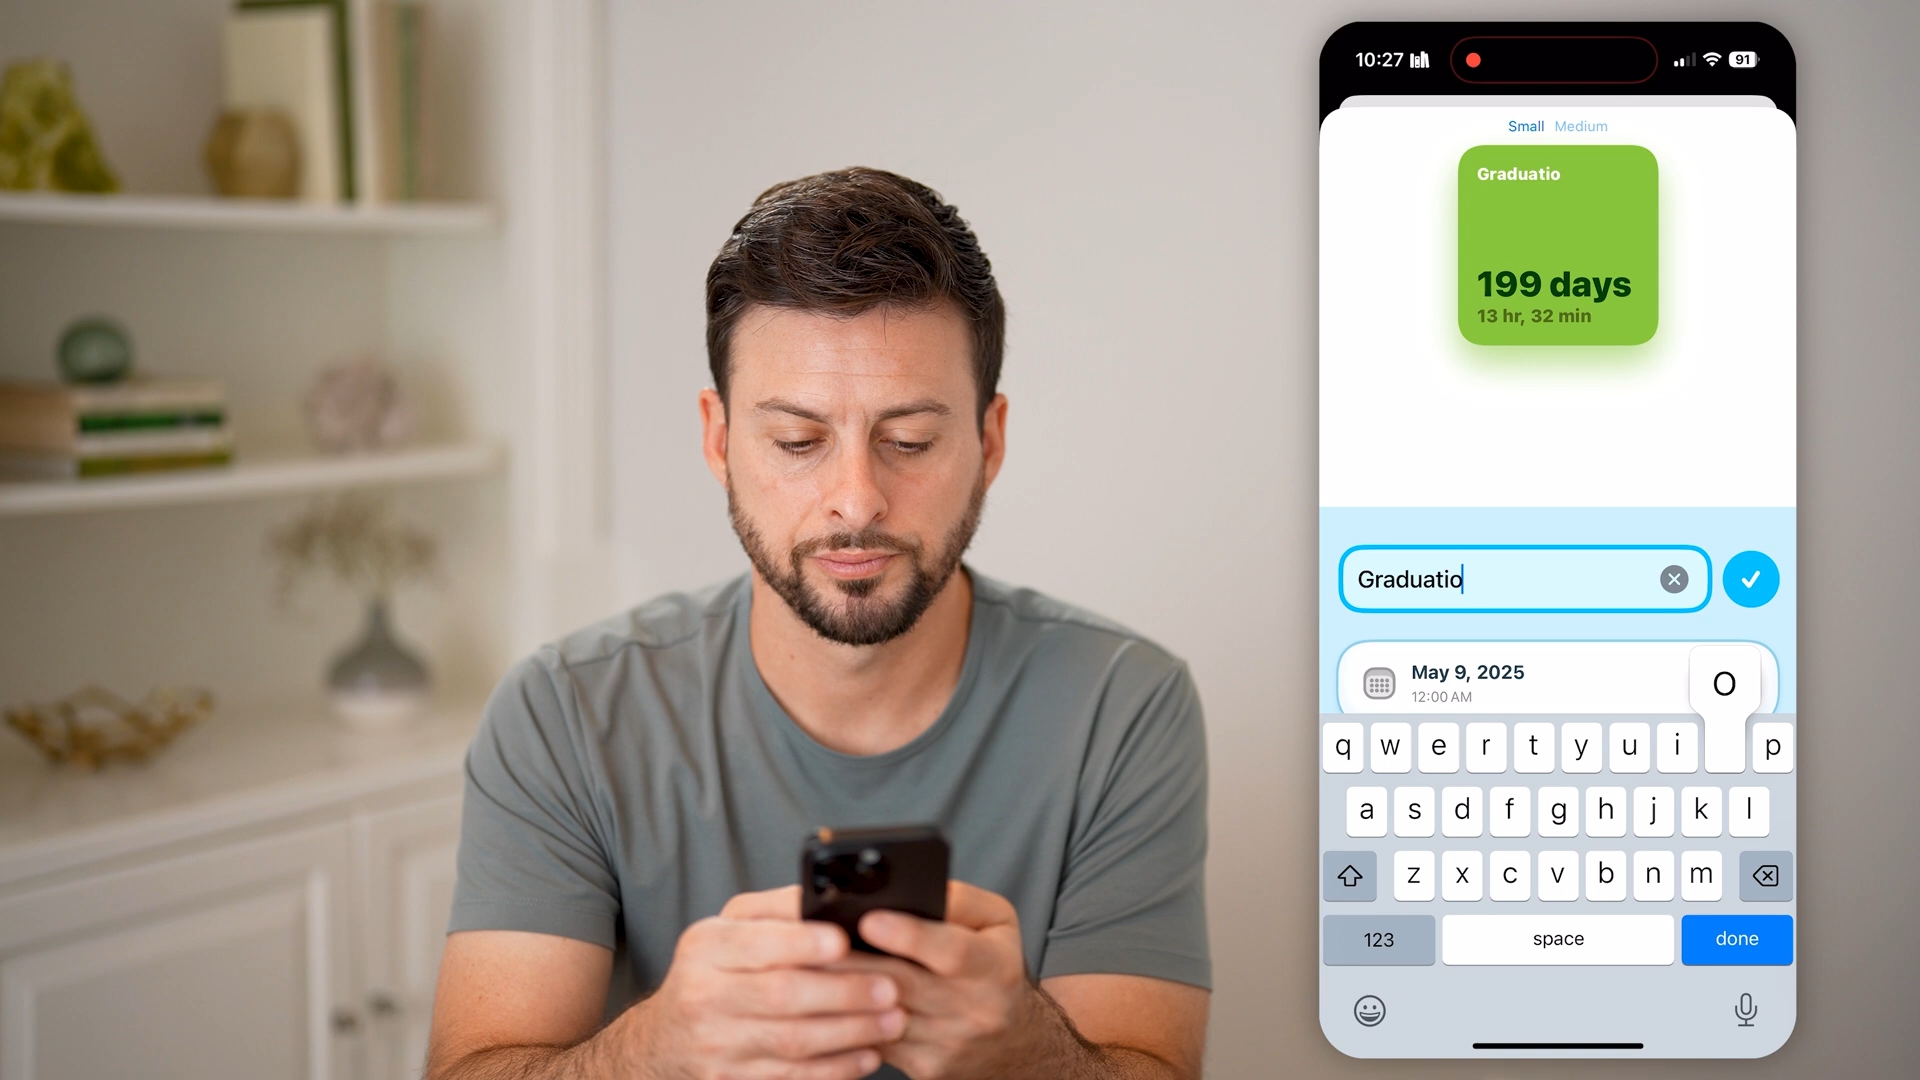 10:27
91
Small Medium
Graduatio
199 days
13 hr, 32 min
Graduatio
May 9, 2025
12:00 AM
O
q w e r t y u i p
a s d f g h j k l
z x c v b n m
123 space done